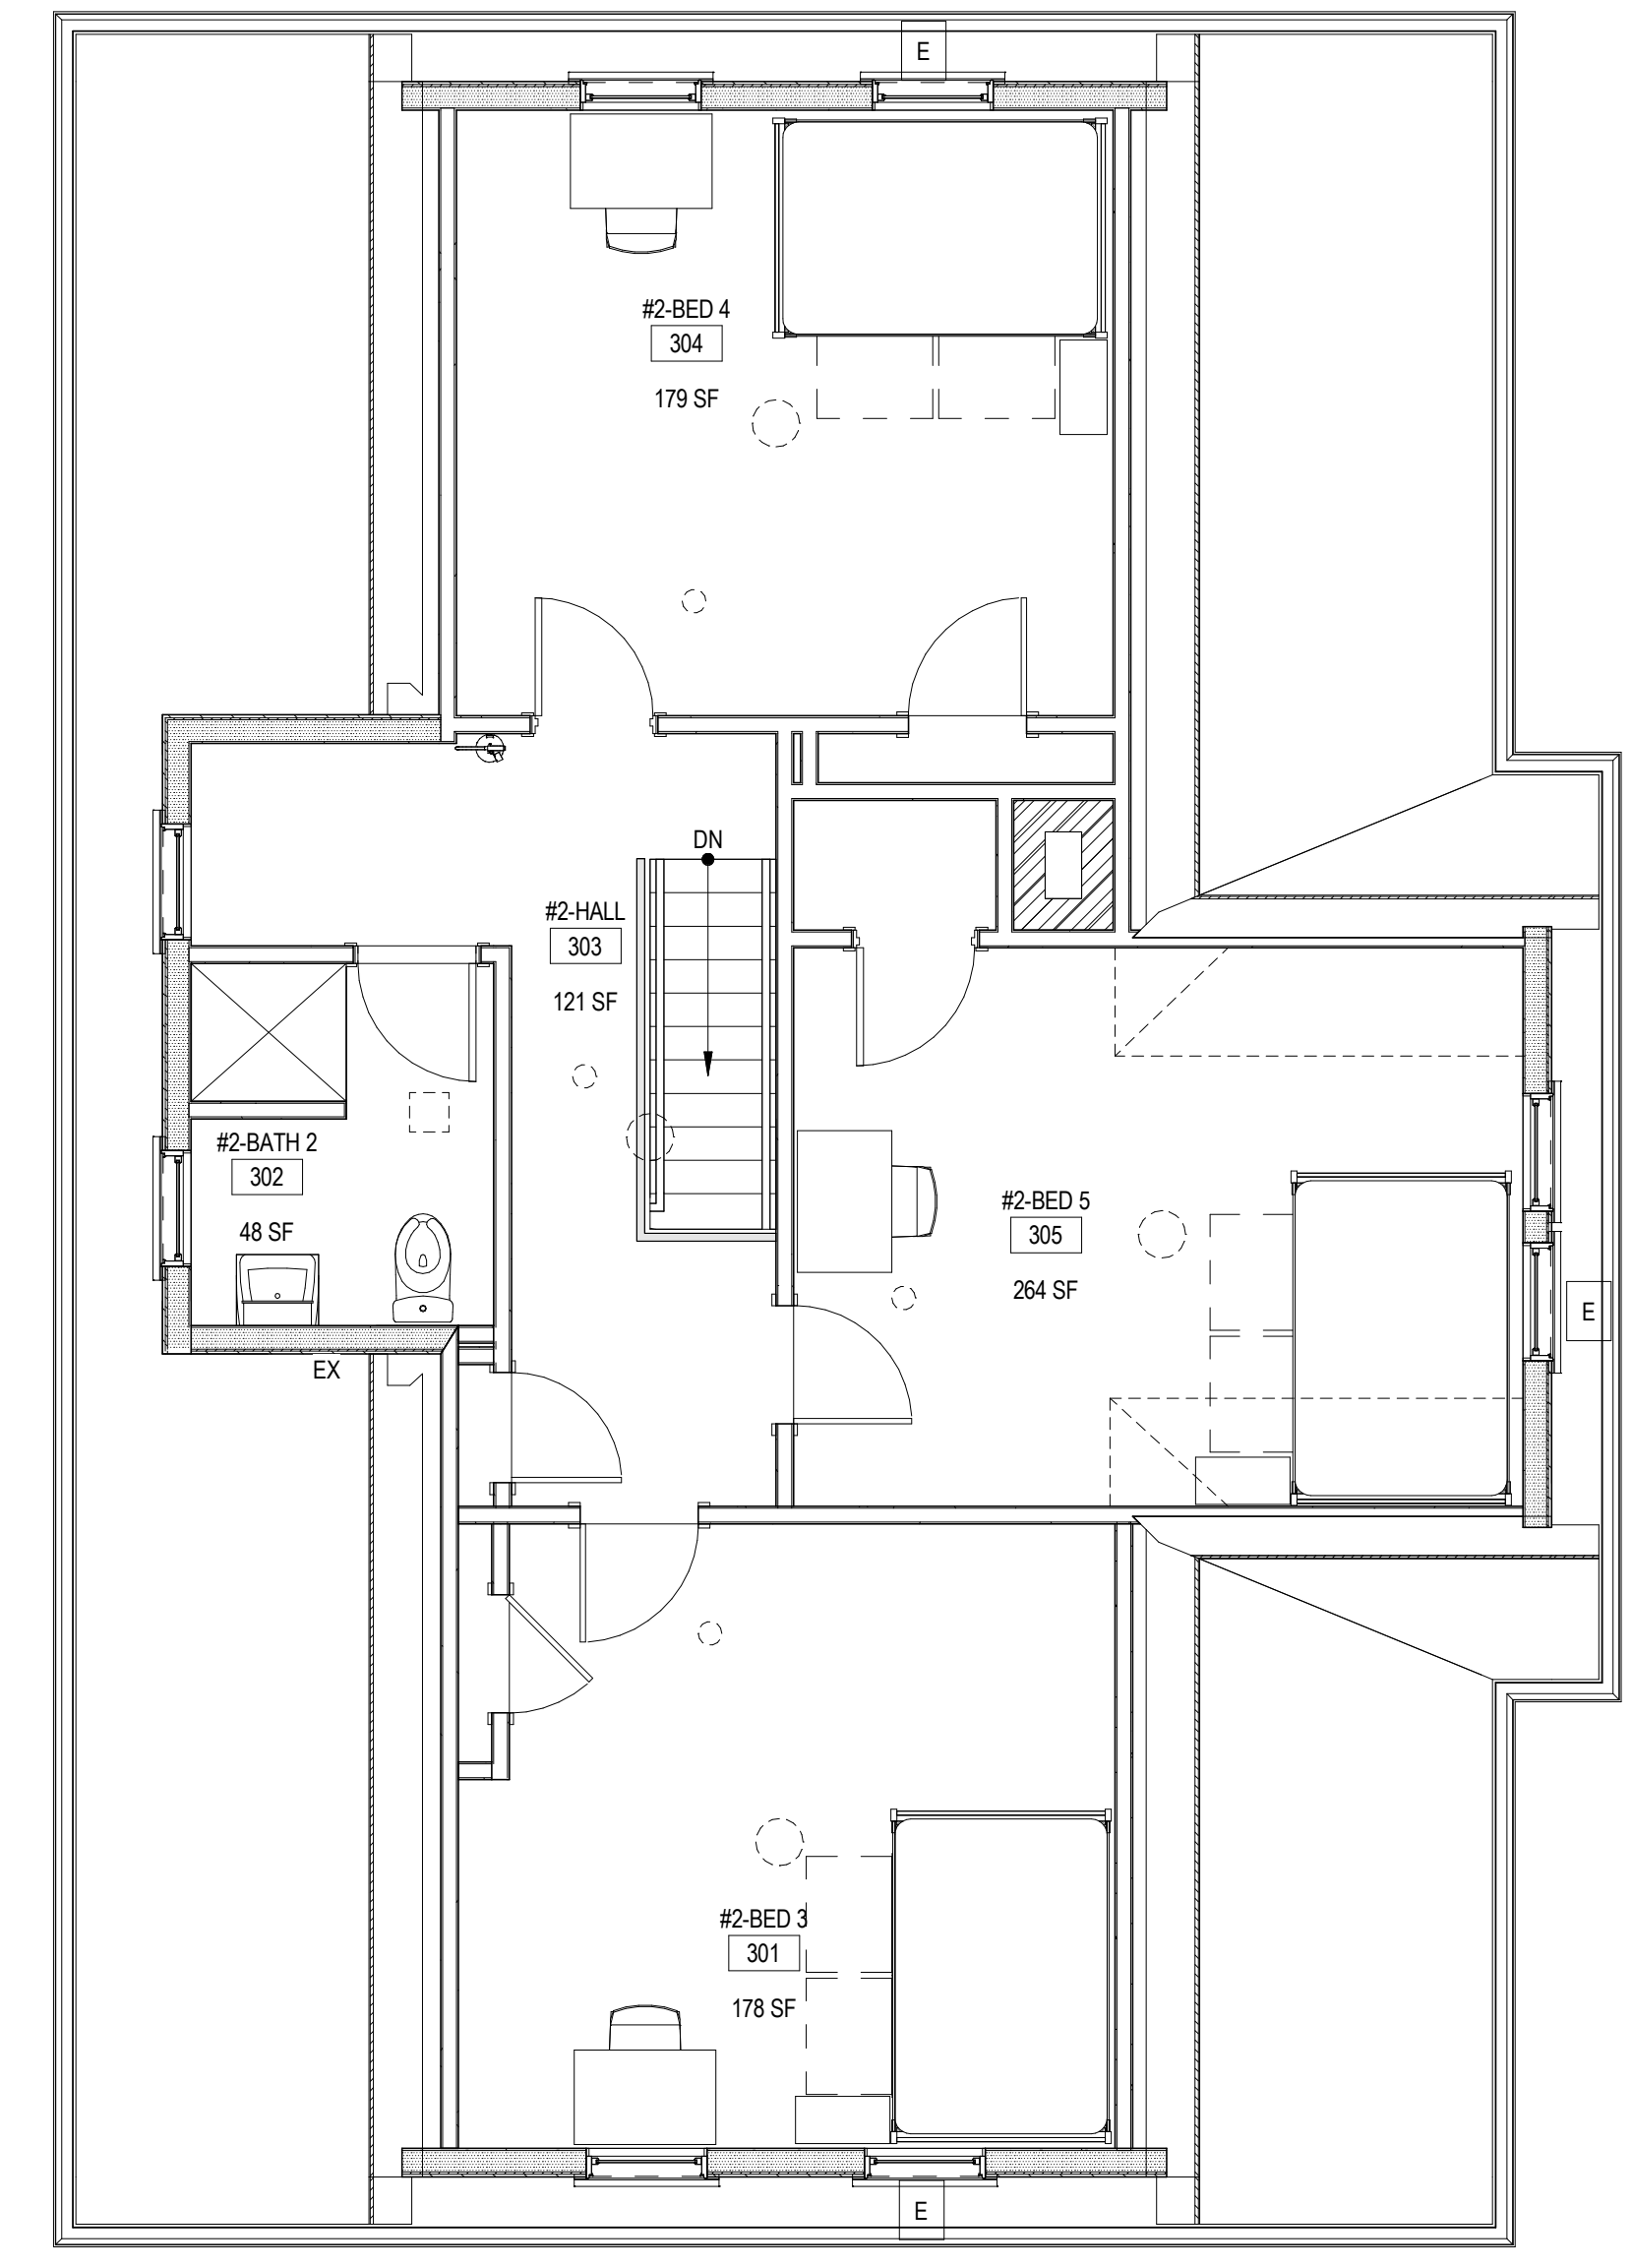 E
#2-BED 4
304
179 SF
DN
#2-HALL
303
121 SF
#2-BATH 2
302
48 SF
#2-BED 5
305
264 SF
E
EX
#2-BED 3
301
178 SF
E